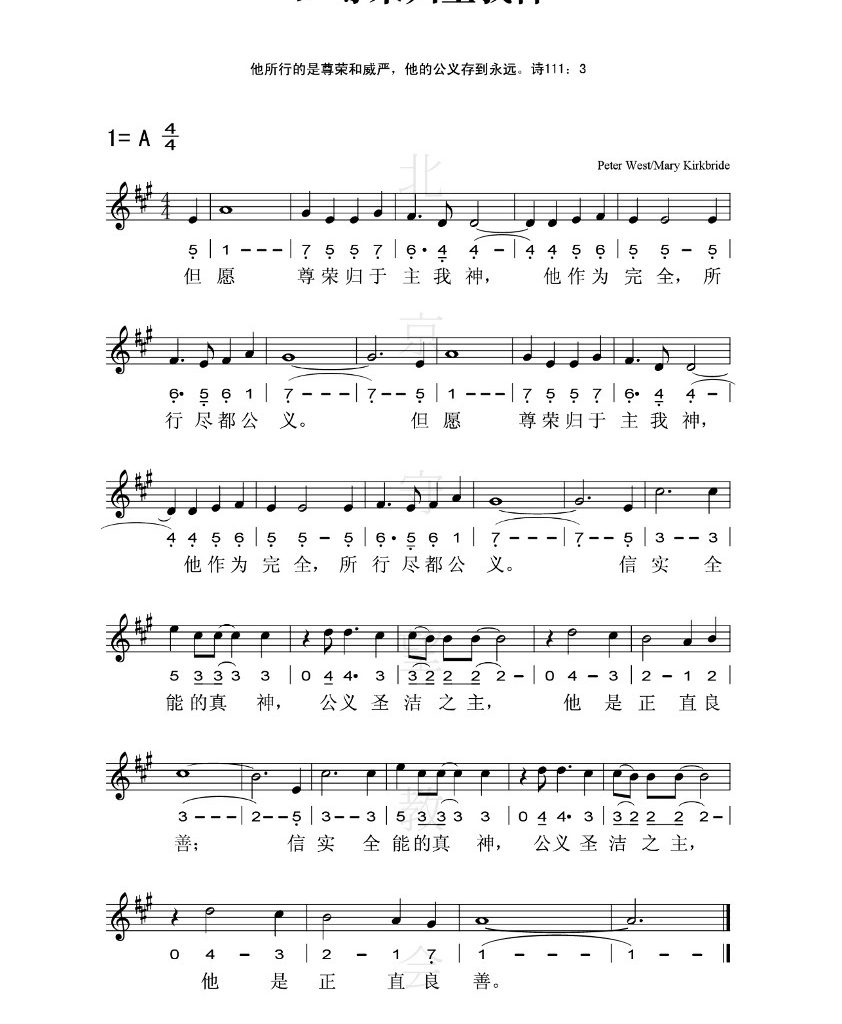 他所行的是尊荣和威严，他的公义存到永远。诗111：3
1= A 4/4
Peter West/Mary Kirkbride
5 | 1 - - - | 7 5 5 7 | 6· 4 4 - | 4 4 5 6 | 5 5 - 5 |
但愿 尊荣归于主我神， 他作为完全，所
6· 5 6 1 | 7 - - - | 7 - - 5 | 1 - - - | 7 5 5 7 | 6· 4 4 - |
行尽都公义。 但愿 尊荣归于主我神，
4 4 5 6 | 5 5 - 5 | 6· 5 6 1 | 7 - - - | 7 - - 5 | 3 - - 3 |
他作为完全，所行尽都公义。 信实全
5 3 3 3 3 | 0 4 4· 3 | 3 2 2 2 2 - | 0 4 - 3 | 2 - 1 2 |
能的真神， 公义圣洁之主， 他是正直良
3 - - - | 2 - - 5 | 3 - - 3 | 5 3 3 3 3 | 0 4 4· 3 | 3 2 2 2 2 - |
善； 信实全能的真神， 公义圣洁之主，
0 4 - 3 | 2 - 1 7 | 1 - - - | 1 - - ‖
他是正直良善。
北京守望教会